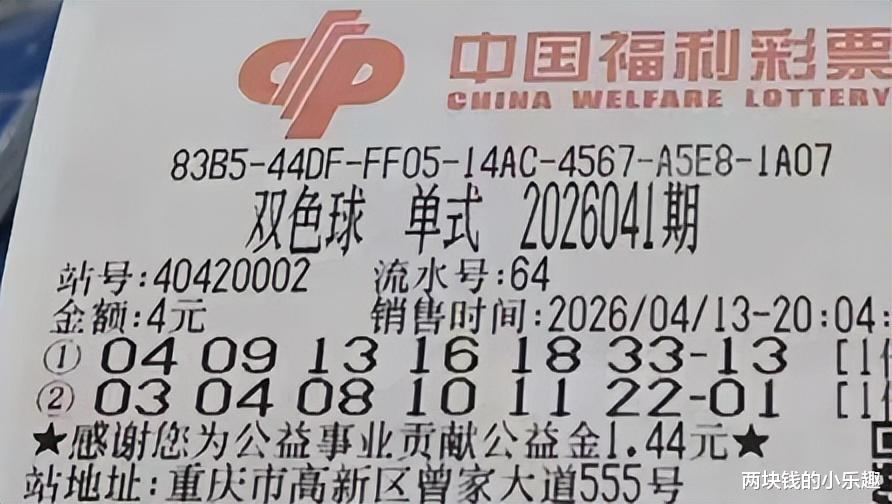 中国福利彩票
CHINA WELFARE LOTTERY
83B5-44DF-FF05-14AC-4567-A5E8-1A07
双色球 单式 2026041期
站号:40420002 流水号:64
金额:4元 销售时间:2026/04/13-20:04:
① 04 09 13 16 18 33-13 [1
② 03 04 08 10 11 22-01 [1
★感谢您为公益事业贡献公益金1.44元★
站地址:重庆市高新区曾家大道555号
两块钱的小乐趣